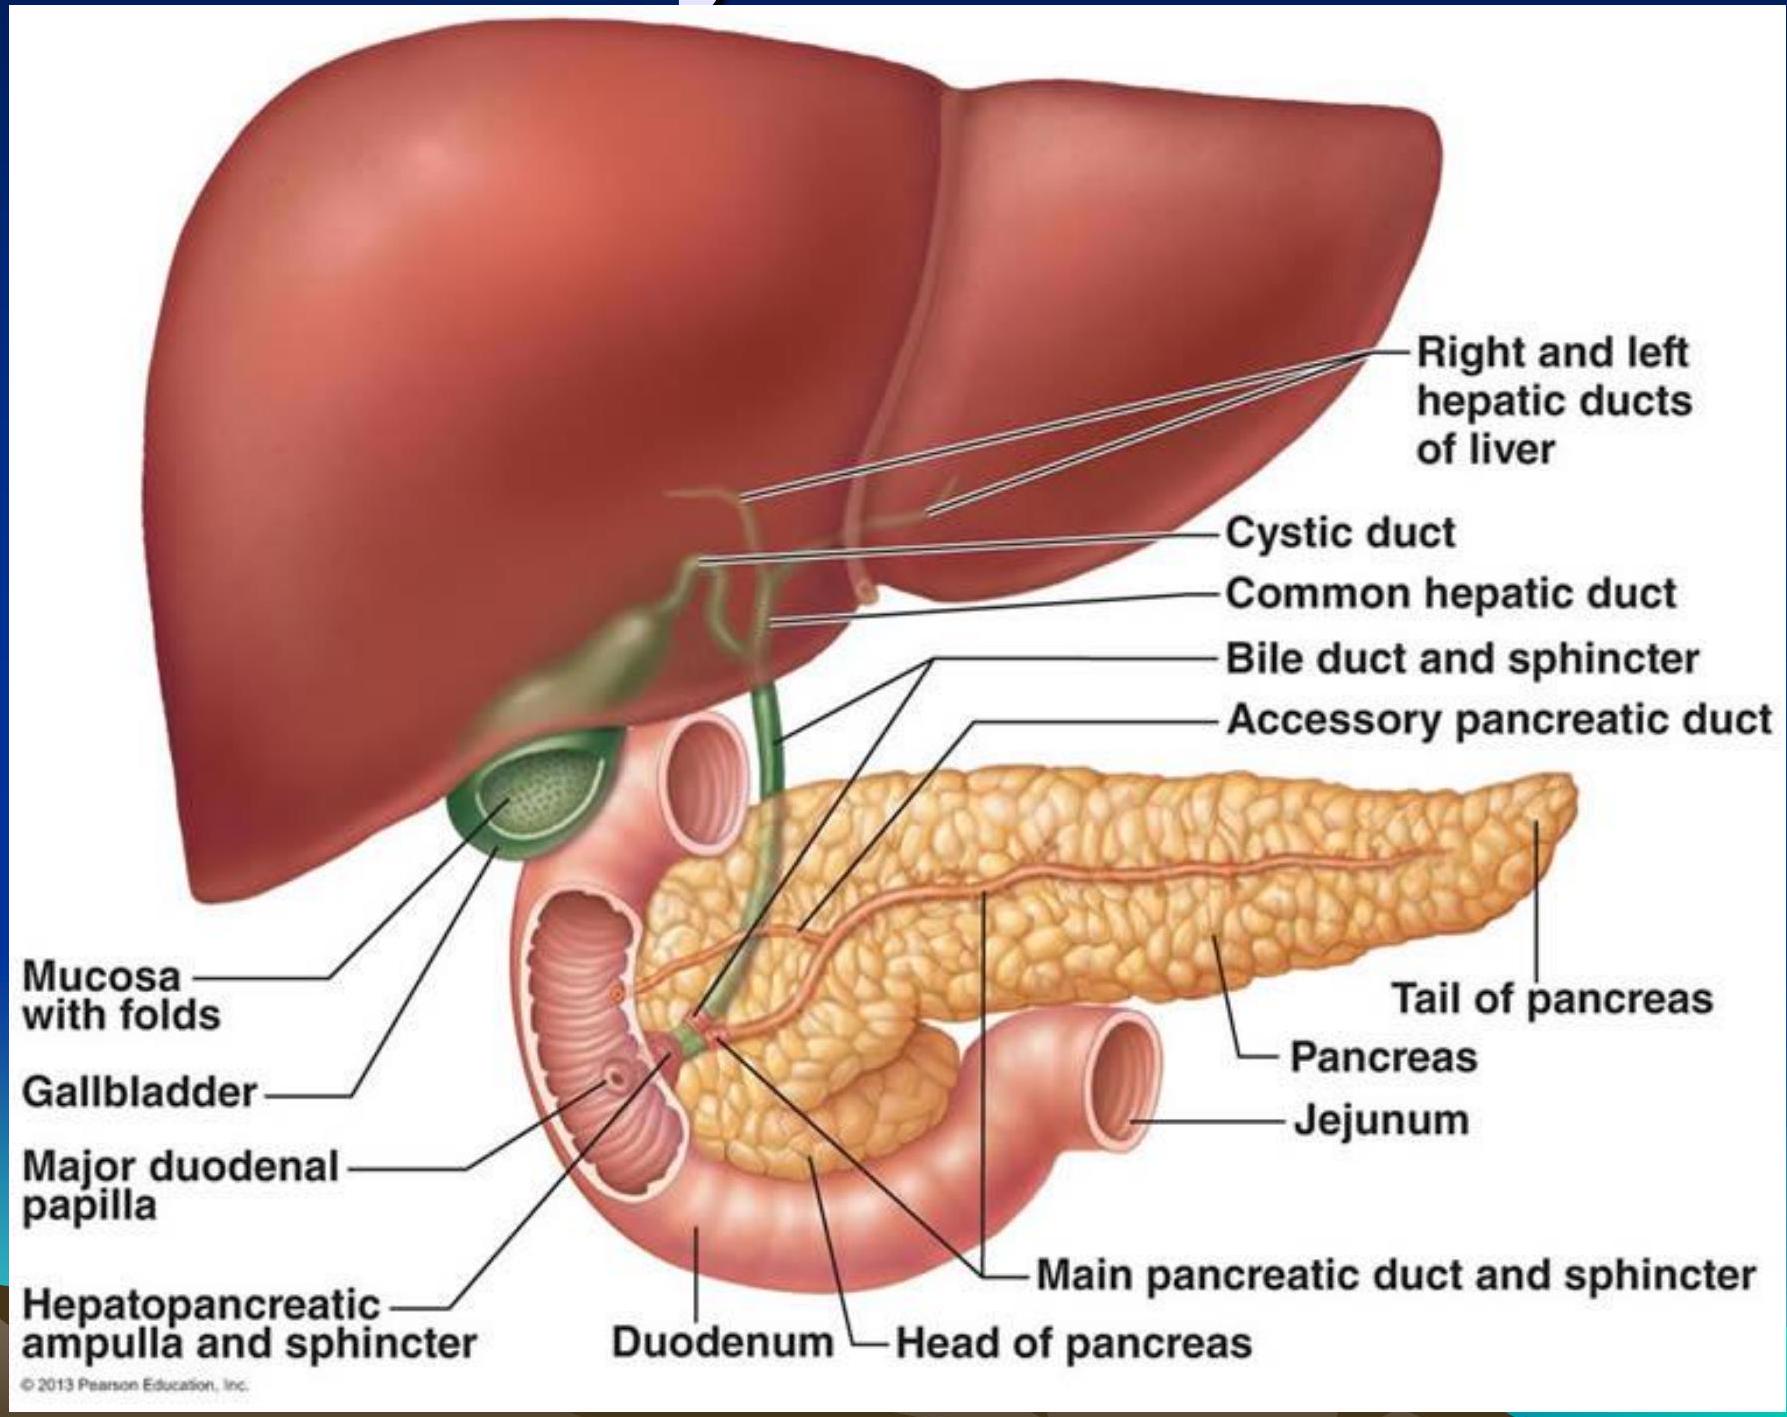 Right and left
hepatic ducts
of liver
Cystic duct
Common hepatic duct
Bile duct and sphincter
Accessory pancreatic duct
Mucosa
with folds
Tail of pancreas
Pancreas
Gallbladder
Jejunum
Major duodenal
papilla
Main pancreatic duct and sphincter
Hepatopancreatic
ampulla and sphincter
Duodenum
Head of pancreas
© 2013 Pearson Education, Inc.